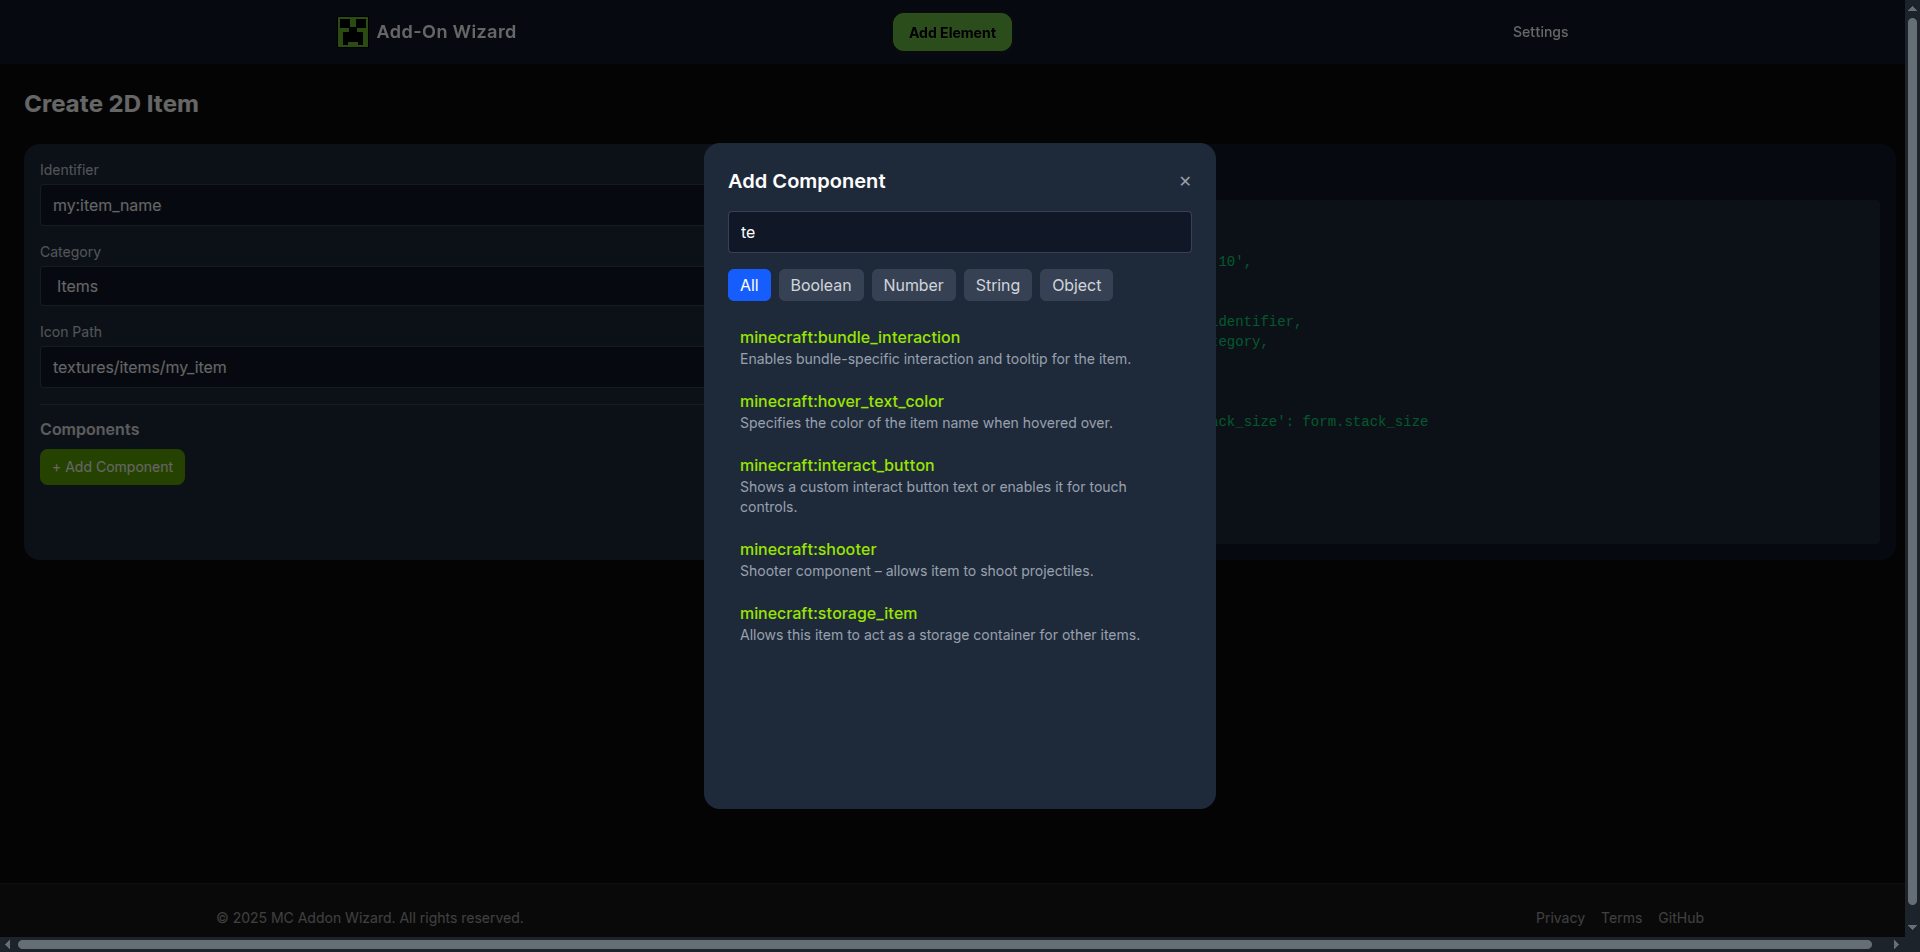 Add-On Wizard
Add Element
Settings
Create 2D Item
Identifier
my:item_name
Category
Items
Icon Path
textures/items/my_item
Components
+ Add Component
Add Component
×
te
All
Boolean
Number
String
Object
minecraft:bundle_interaction
Enables bundle-specific interaction and tooltip for the item.
minecraft:hover_text_color
Specifies the color of the item name when hovered over.
minecraft:interact_button
Shows a custom interact button text or enables it for touch
controls.
minecraft:shooter
Shooter component – allows item to shoot projectiles.
minecraft:storage_item
Allows this item to act as a storage container for other items.
10',
identifier,
egory,
ck_size': form.stack_size
© 2025 MC Addon Wizard. All rights reserved.
Privacy
Terms
GitHub